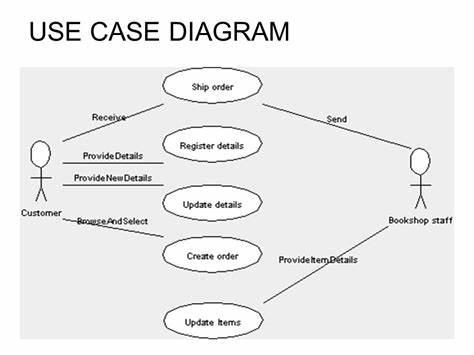 USE CASE DIAGRAM
Ship order
Receive
Send
Register details
ProvideDetails
ProvideNewDetails
Customer
Update details
Bookshop staff
BrowseAndSelect
Create order
ProvideItemDetails
Update Items